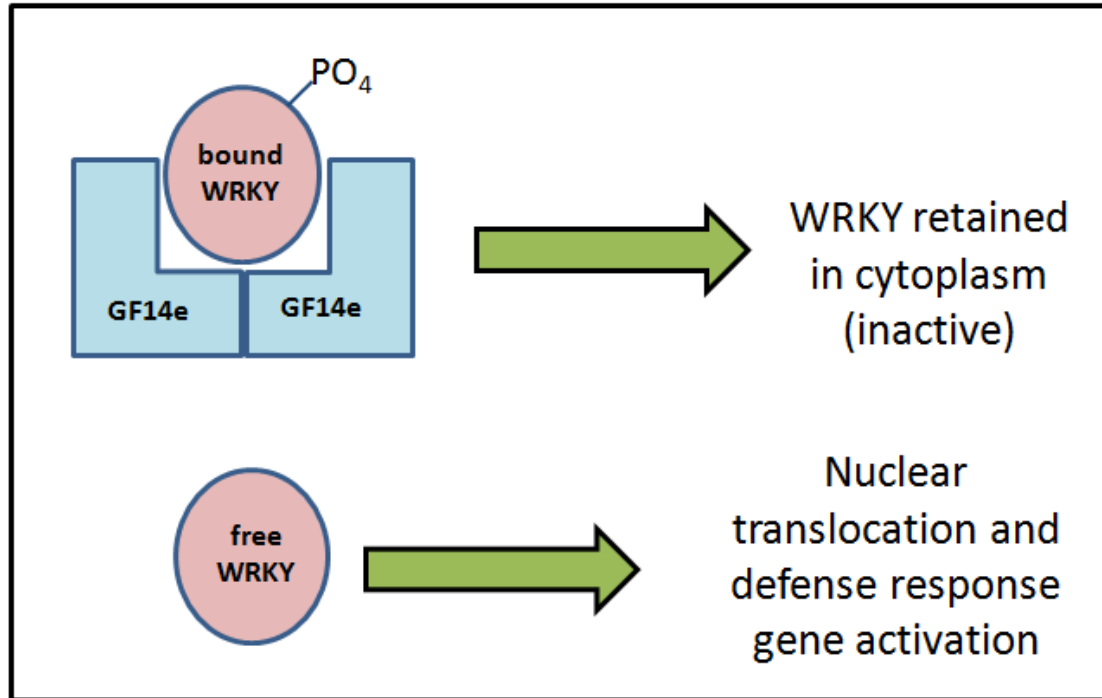 PO4
bound
WRKY
GF14e
GF14e
WRKY retained
in cytoplasm
(inactive)
free
WRKY
Nuclear
translocation and
defense response
gene activation